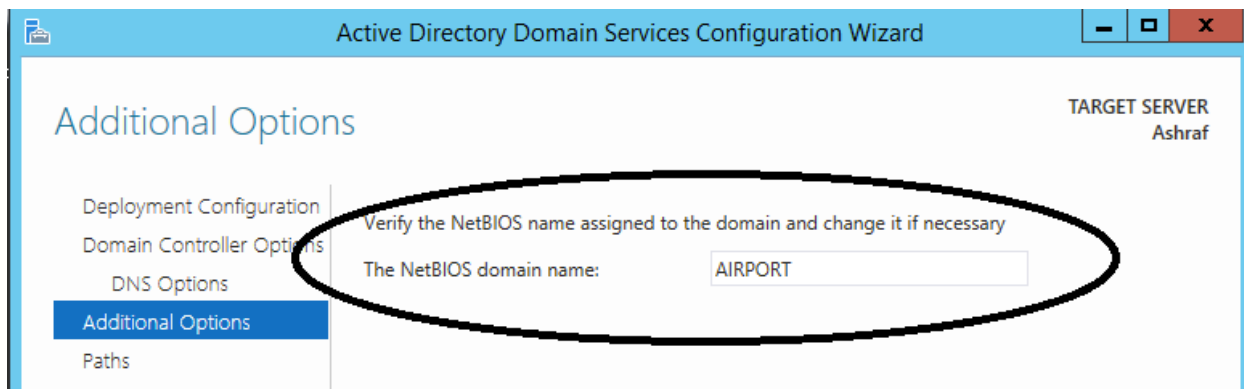 Active Directory Domain Services Configuration Wizard
Additional Options
TARGET SERVER
Ashraf
Deployment Configuration
Domain Controller Options
DNS Options
Additional Options
Paths
Verify the NetBIOS name assigned to the domain and change it if necessary
The NetBIOS domain name: AIRPORT